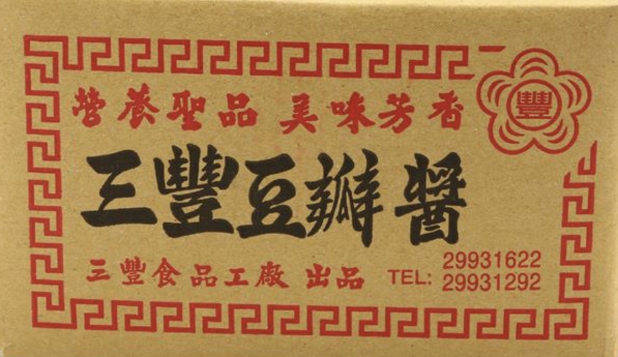 豐
營養聖品 美味芳香
三豐豆瓣醬
三豐食品工廠 出品
TEL: 29931622
29931292